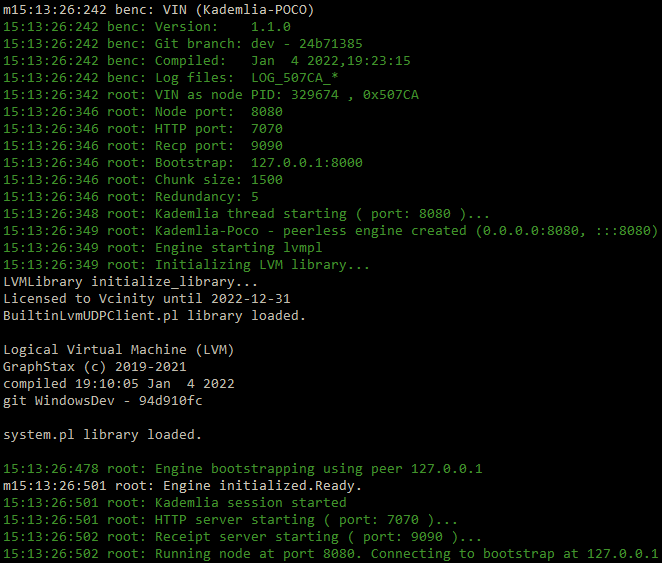 m15:13:26:242 benc: VIN (Kademlia-POCO)
15:13:26:242 benc: Version:    1.1.0
15:13:26:242 benc: Git branch: dev - 24b71385
15:13:26:242 benc: Compiled:   Jan  4 2022,19:23:15
15:13:26:242 benc: Log files:  LOG_507CA_*
15:13:26:342 root: VIN as node PID: 329674 , 0x507CA
15:13:26:346 root: Node port:  8080
15:13:26:346 root: HTTP port:  7070
15:13:26:346 root: Recp port:  9090
15:13:26:346 root: Bootstrap:  127.0.0.1:8000
15:13:26:346 root: Chunk size: 1500
15:13:26:346 root: Redundancy: 5
15:13:26:348 root: Kademlia thread starting ( port: 8080 )...
15:13:26:349 root: Kademlia-Poco - peerless engine created (0.0.0.0:8080, :::8080)
15:13:26:349 root: Engine starting lvmpl
15:13:26:349 root: Initializing LVM library...
LVMLibrary initialize_library...
Licensed to Vcinity until 2022-12-31
BuiltinLvmUDPClient.pl library loaded.

Logical Virtual Machine (LVM)
GraphStax (c) 2019-2021
compiled 19:10:05 Jan  4 2022
git WindowsDev - 94d910fc

system.pl library loaded.

15:13:26:478 root: Engine bootstrapping using peer 127.0.0.1
m15:13:26:501 root: Engine initialized.Ready.
15:13:26:501 root: Kademlia session started
15:13:26:501 root: HTTP server starting ( port: 7070 )...
15:13:26:502 root: Receipt server starting ( port: 9090 )...
15:13:26:502 root: Running node at port 8080. Connecting to bootstrap at 127.0.0.1